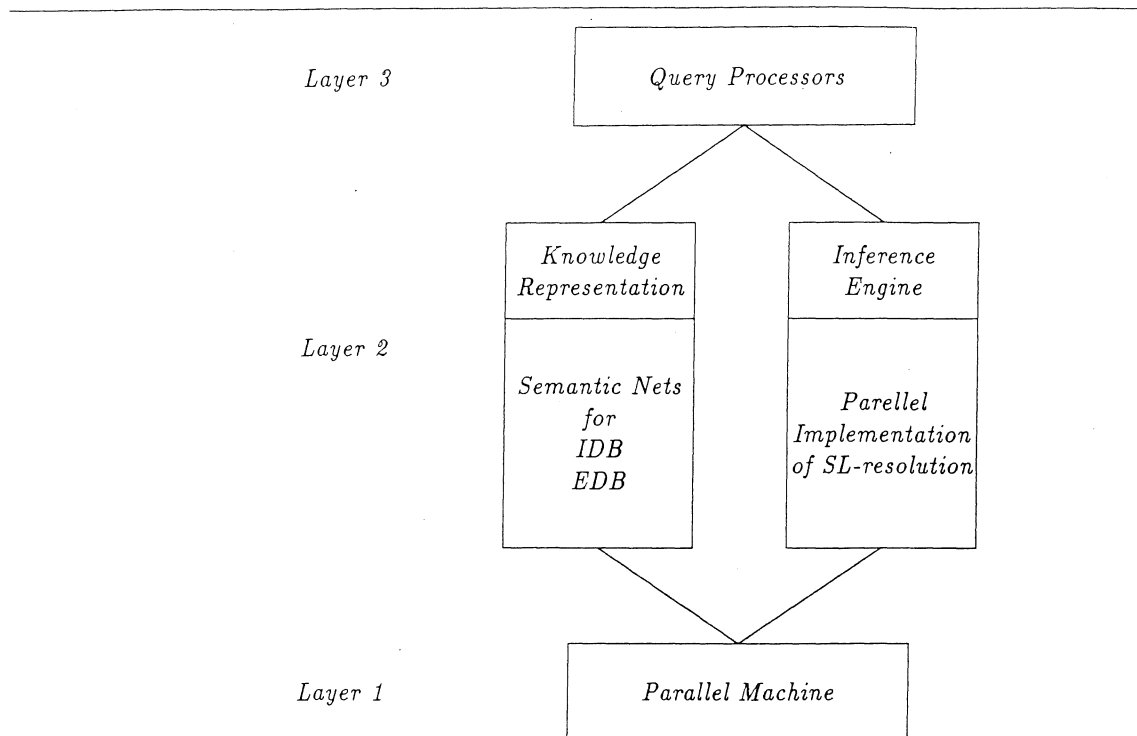 Layer 3
Query Processors
Knowledge
Representation
Inference
Engine
Layer 2
Semantic Nets
for
IDB
EDB
Parellel
Implementation
of SL-resolution
Layer 1
Parallel Machine